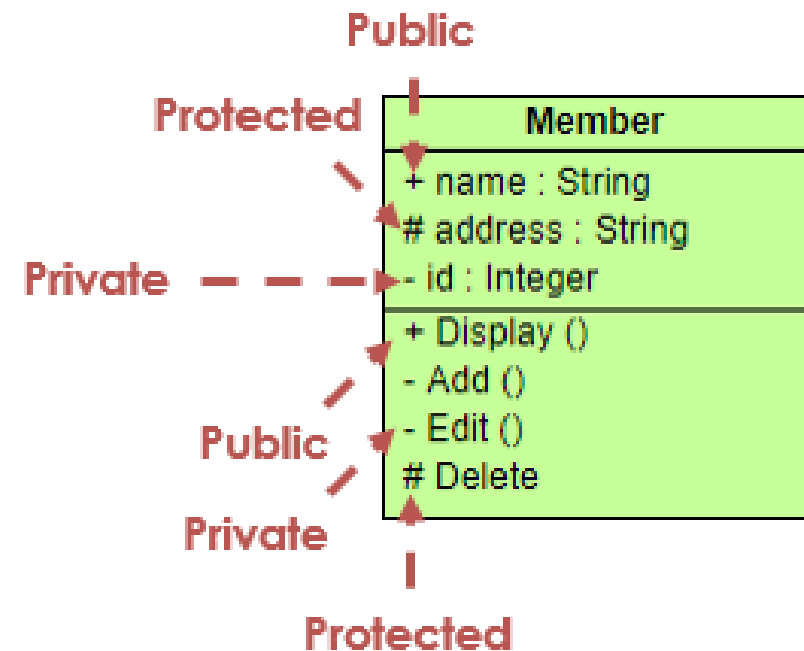 Public
Protected
Member
+ name : String
# address : String
Private
- id : Integer
+ Display ()
- Add ()
Public
- Edit ()
# Delete
Private
Protected